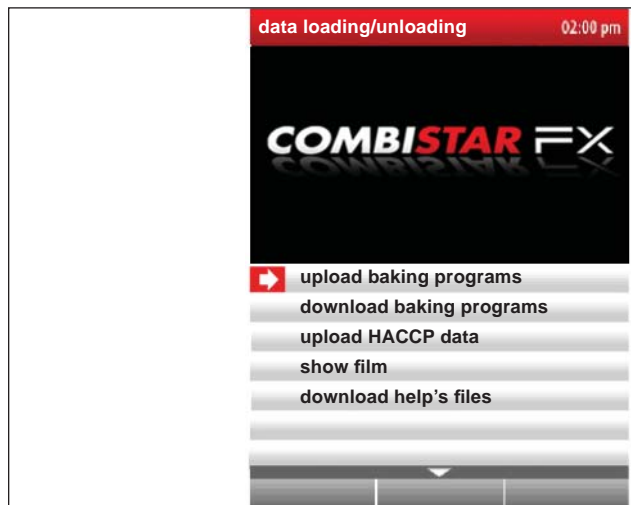 data loading/unloading 02:00 pm
COMBISTAR FX
upload baking programs
download baking programs
upload HACCP data
show film
download help's files